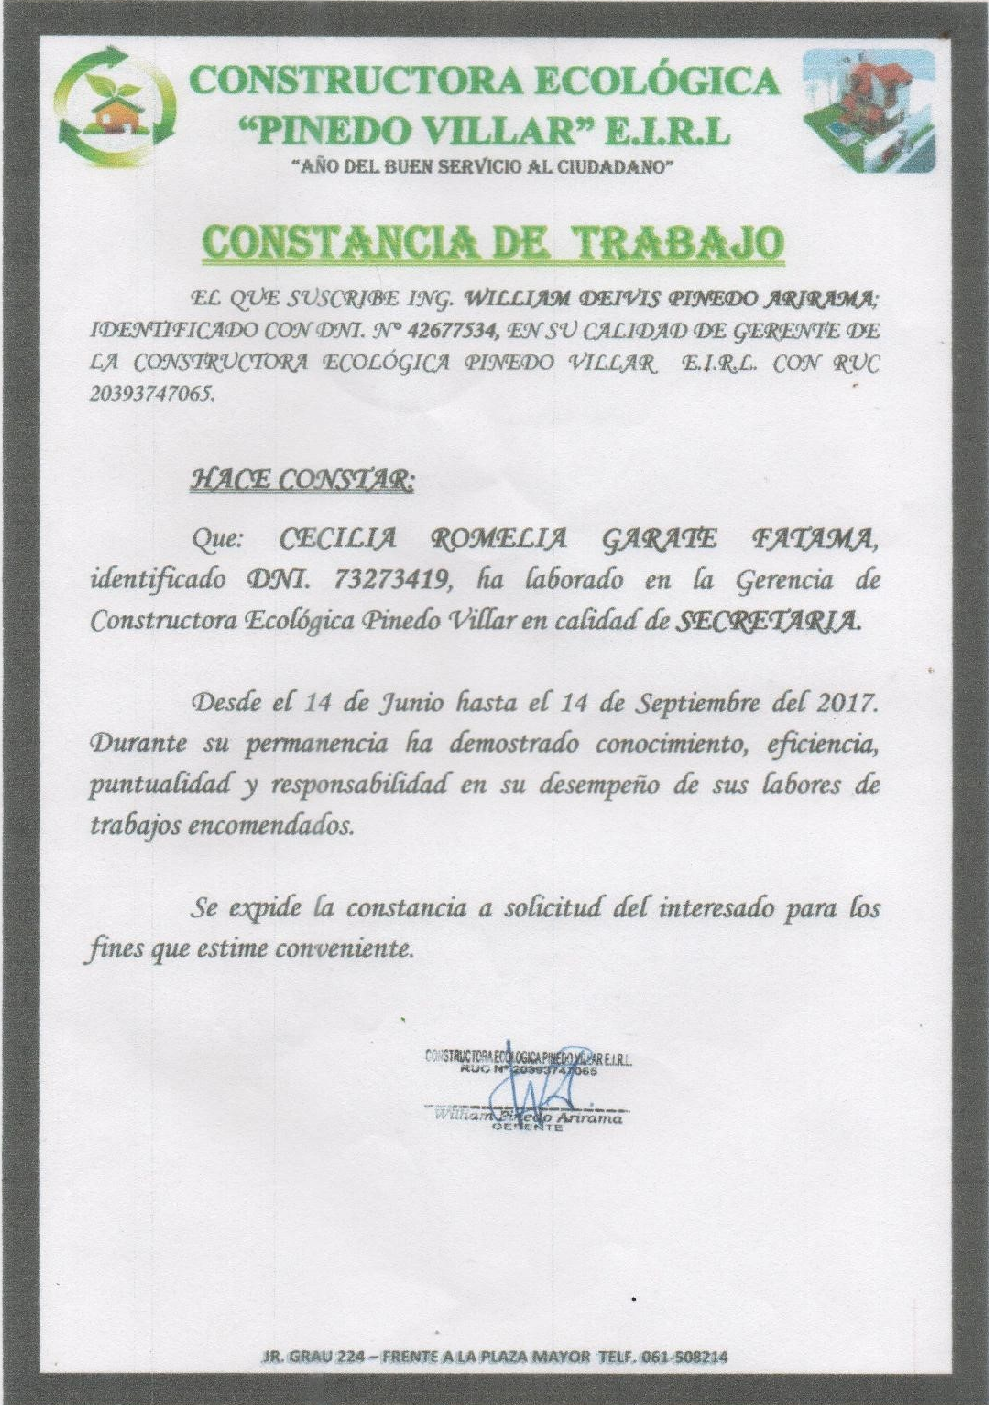 CONSTRUCTORA ECOLÓGICA
“PINEDO VILLAR” E.I.R.L
“AÑO DEL BUEN SERVICIO AL CIUDADANO”
CONSTANCIA DE TRABAJO
EL QUE SUSCRIBE ING. WILLIAM DEIVIS PINEDO ARIRAMA;
IDENTIFICADO CON DNI. Nº 42677534, EN SU CALIDAD DE GERENTE DE
LA CONSTRUCTORA ECOLÓGICA PINEDO VILLAR E.I.R.L. CON RUC
20393747065.
HACE CONSTAR:
Que: CECILIA ROMELIA GARATE FATAMA,
identificado DNI. 73273419, ha laborado en la Gerencia de
Constructora Ecológica Pinedo Villar en calidad de SECRETARIA.
Desde el 14 de Junio hasta el 14 de Septiembre del 2017.
Durante su permanencia ha demostrado conocimiento, eficiencia,
puntualidad y responsabilidad en su desempeño de sus labores de
trabajos encomendados.
Se expide la constancia a solicitud del interesado para los
fines que estime conveniente.
CONSTRUCTORA ECOLOGICA PINEDO VILLAR E.I.R.L.
RUC Nº 20393747065
William Pinedo Arirama
GERENTE
JR. GRAU 224 – FRENTE A LA PLAZA MAYOR TELF. 061-508214